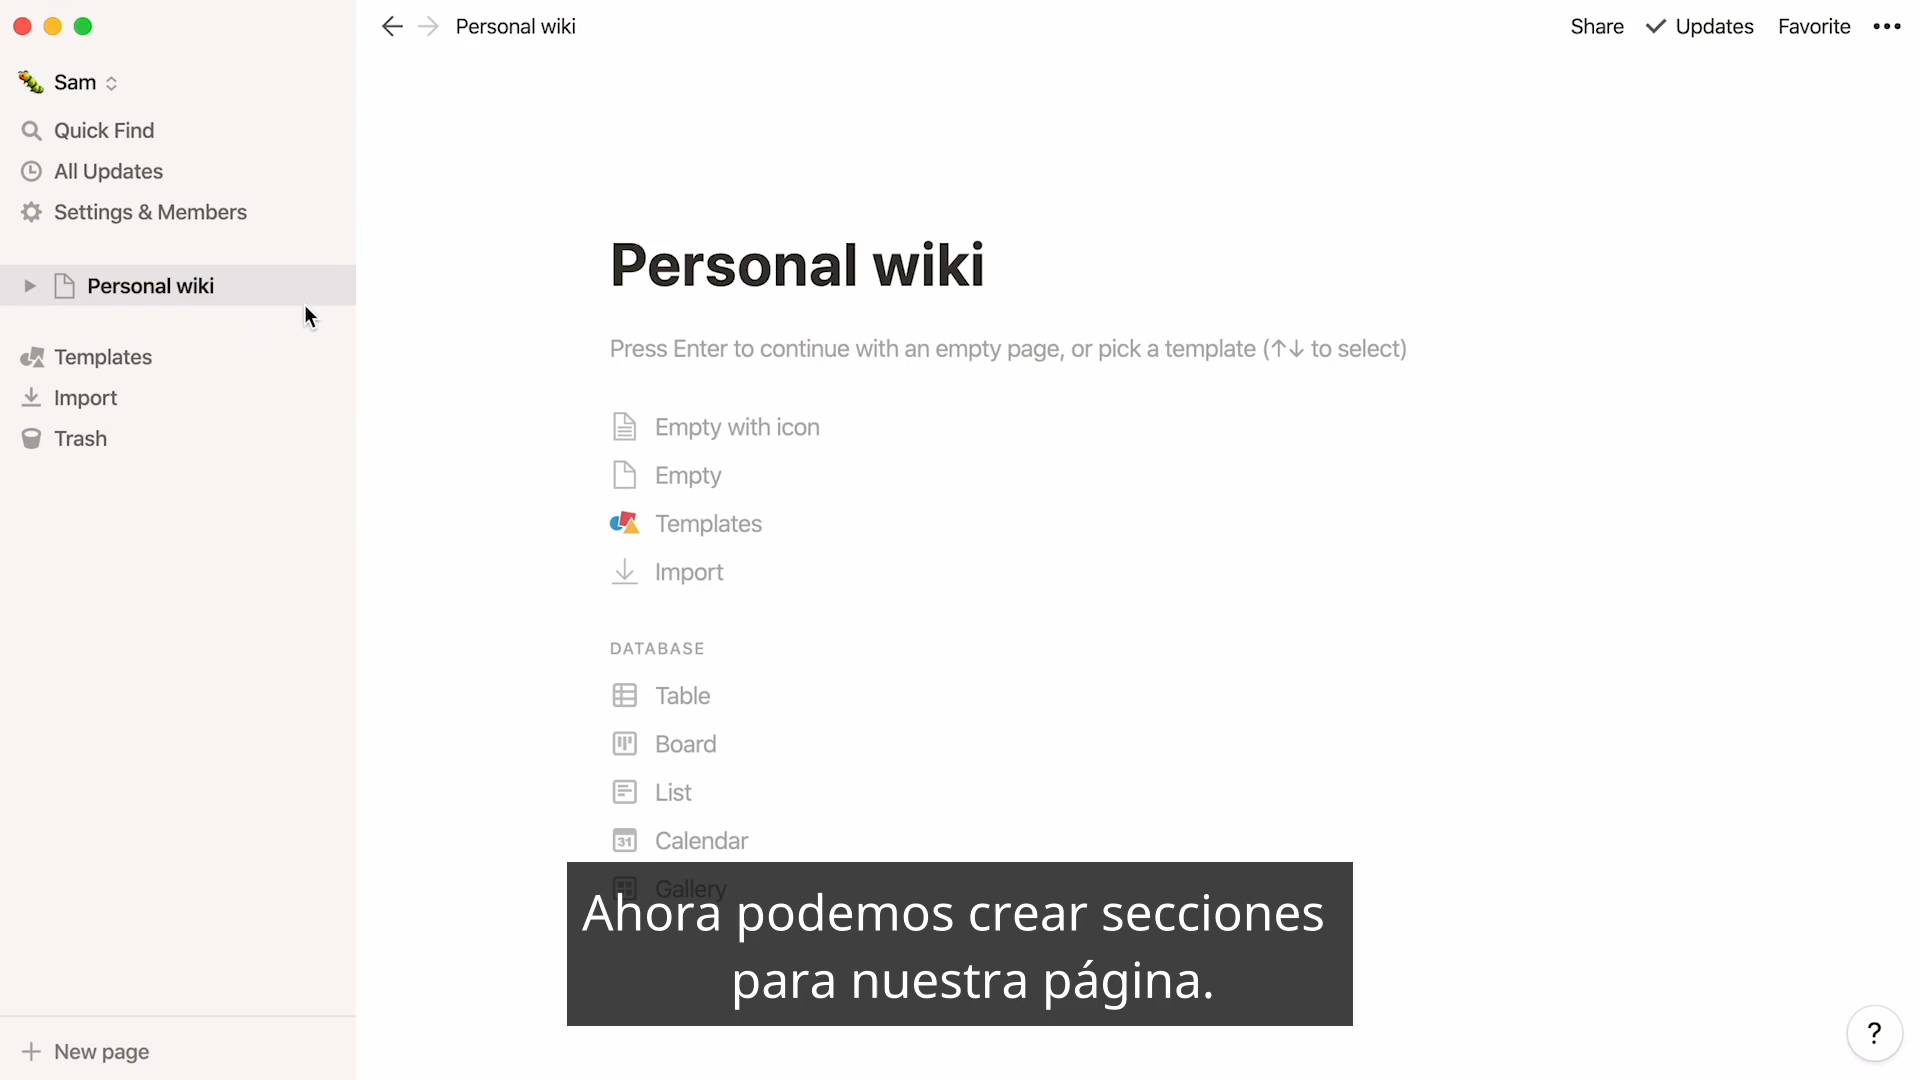 Personal wiki
Share
Updates
Favorite
Sam
Quick Find
All Updates
Settings & Members
Personal wiki
Templates
Import
Trash
New page
Personal wiki
Press Enter to continue with an empty page, or pick a template (↑↓ to select)
Empty with icon
Empty
Templates
Import
DATABASE
Table
Board
List
31
Calendar
Gallery
Ahora podemos crear secciones
para nuestra página.
?